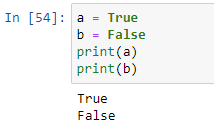 In [54]: a = True
b = False
print(a)
print(b)
True
False